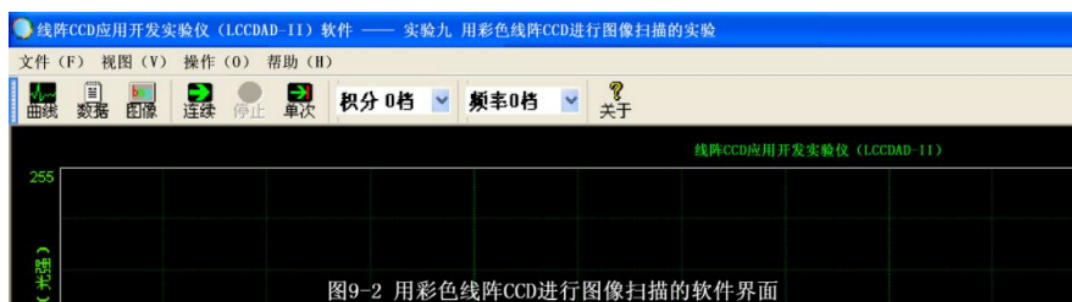 线阵CCD应用开发实验仪（LCCDAD-II）软件 —— 实验九 用彩色线阵CCD进行图像扫描的实验
文件（F） 视图（V） 操作（O） 帮助（H）
曲线 数据 图像 连续 停止 单次 积分 0档 频率0档 关于
线阵CCD应用开发实验仪（LCCDAD-II）
255
（光强）
图9-2 用彩色线阵CCD进行图像扫描的软件界面